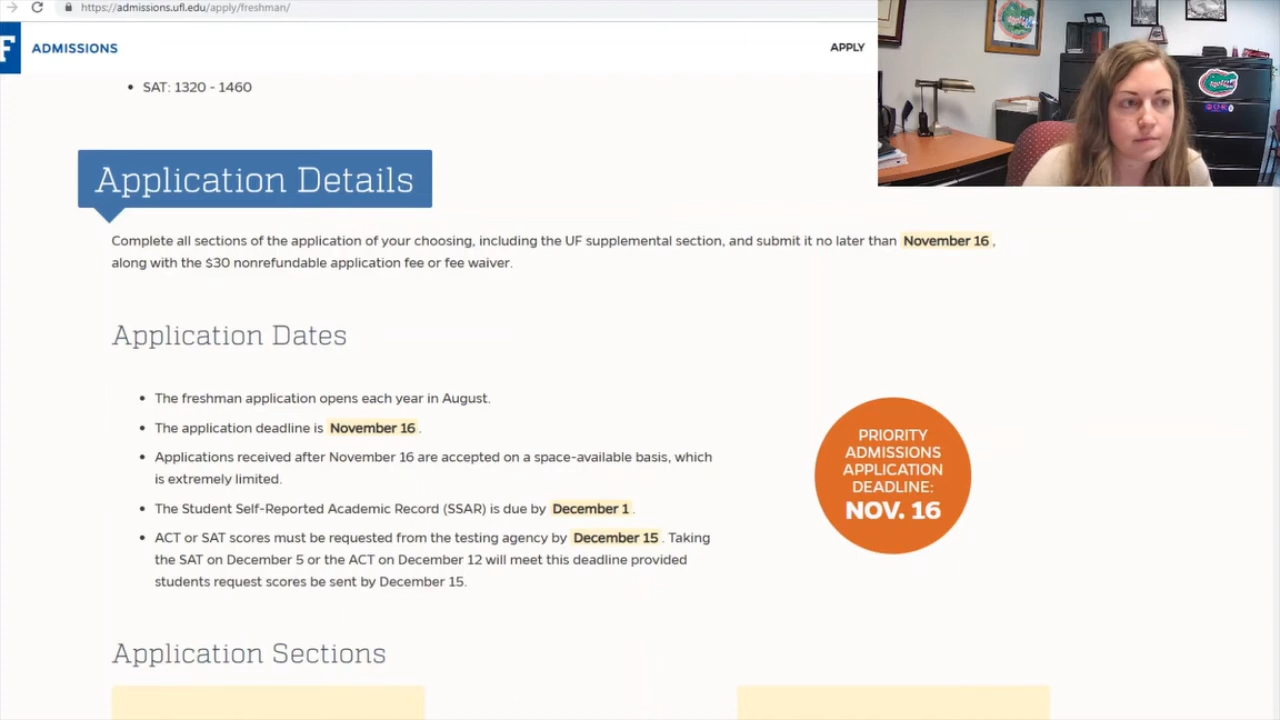 https://admissions.ufl.edu/apply/freshman/
F ADMISSIONS
APPLY
• SAT: 1320 - 1460
Application Details
Complete all sections of the application of your choosing, including the UF supplemental section, and submit it no later than November 16,
along with the $30 nonrefundable application fee or fee waiver.
Application Dates
• The freshman application opens each year in August.
• The application deadline is November 16.
• Applications received after November 16 are accepted on a space-available basis, which
is extremely limited.
• The Student Self-Reported Academic Record (SSAR) is due by December 1.
• ACT or SAT scores must be requested from the testing agency by December 15. Taking
the SAT on December 5 or the ACT on December 12 will meet this deadline provided
students request scores be sent by December 15.
PRIORITY
ADMISSIONS
APPLICATION
DEADLINE:
NOV. 16
Application Sections